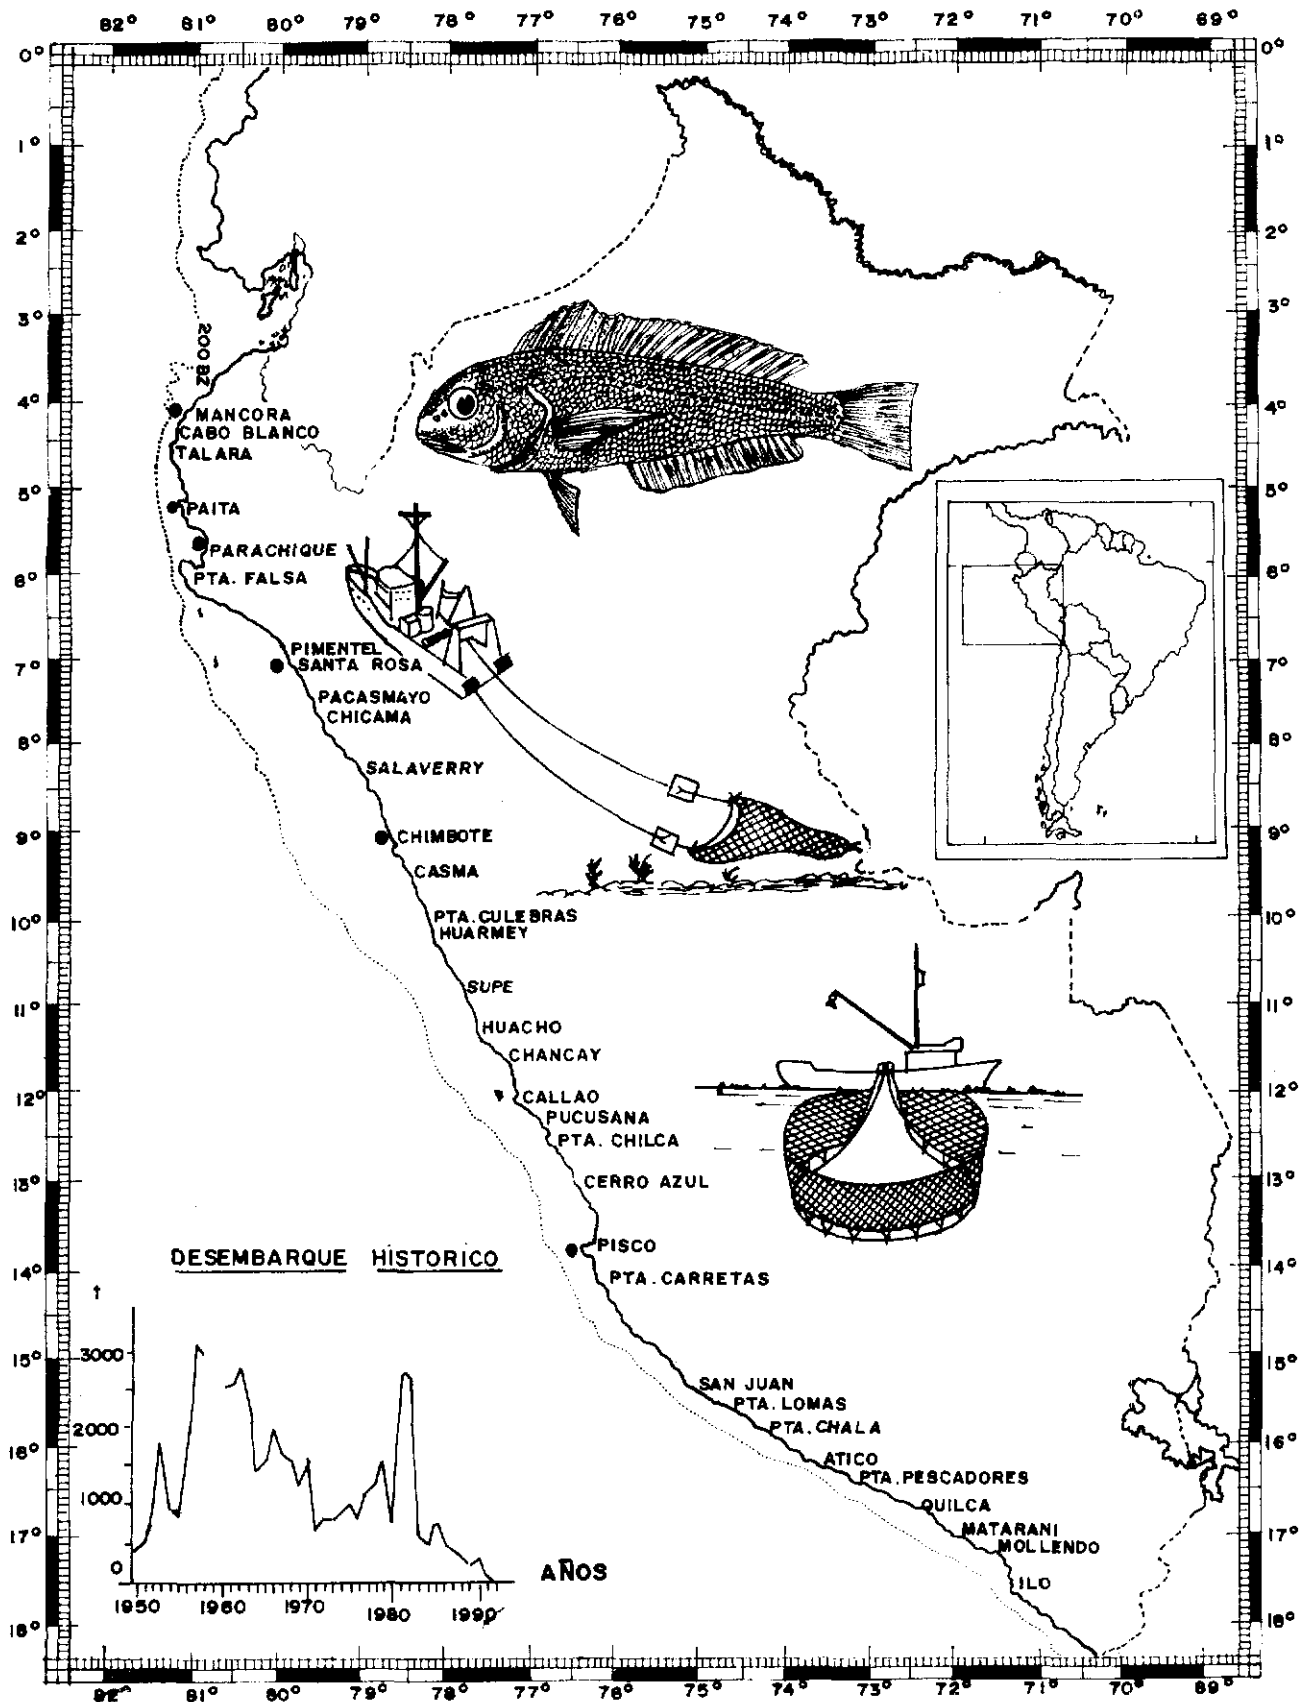 82° 81° 80° 79° 78° 77° 76° 75° 74° 73° 72° 71° 70° 69°
0° 0°
1° 1°
2° 2°
3° 3°
200 BZ
4° 4°
MANCORA
CABO BLANCO
TALARA
5° 5°
PAITA
PARACHIQUE
6° PTA. FALSA 6°
PIMENTEL
7° SANTA ROSA 7°
PACASMAYO
CHICAMA
8° 8°
SALAVERRY
9° CHIMBOTE 9°
CASMA
10° PTA. CULEBRAS 10°
HUARMEY
SUPE
11° 11°
HUACHO
CHANCAY
12° CALLAO 12°
PUCUSANA
PTA. CHILCA
13° CERRO AZUL 13°
PISCO
DESEMBARQUE HISTORICO
14° PTA. CARRETAS 14°
t
3000
15° 15°
SAN JUAN
PTA. LOMAS
2000
PTA. CHALA
16° 16°
ATICO
PTA. PESCADORES
1000
QUILCA
17° MATARANI 17°
MOLLENDO
0
AÑOS
ILO
1950 1960 1970 1980 1990
18° 18°
82° 81° 80° 79° 78° 77° 76° 75° 74° 73° 72° 71° 70° 69°